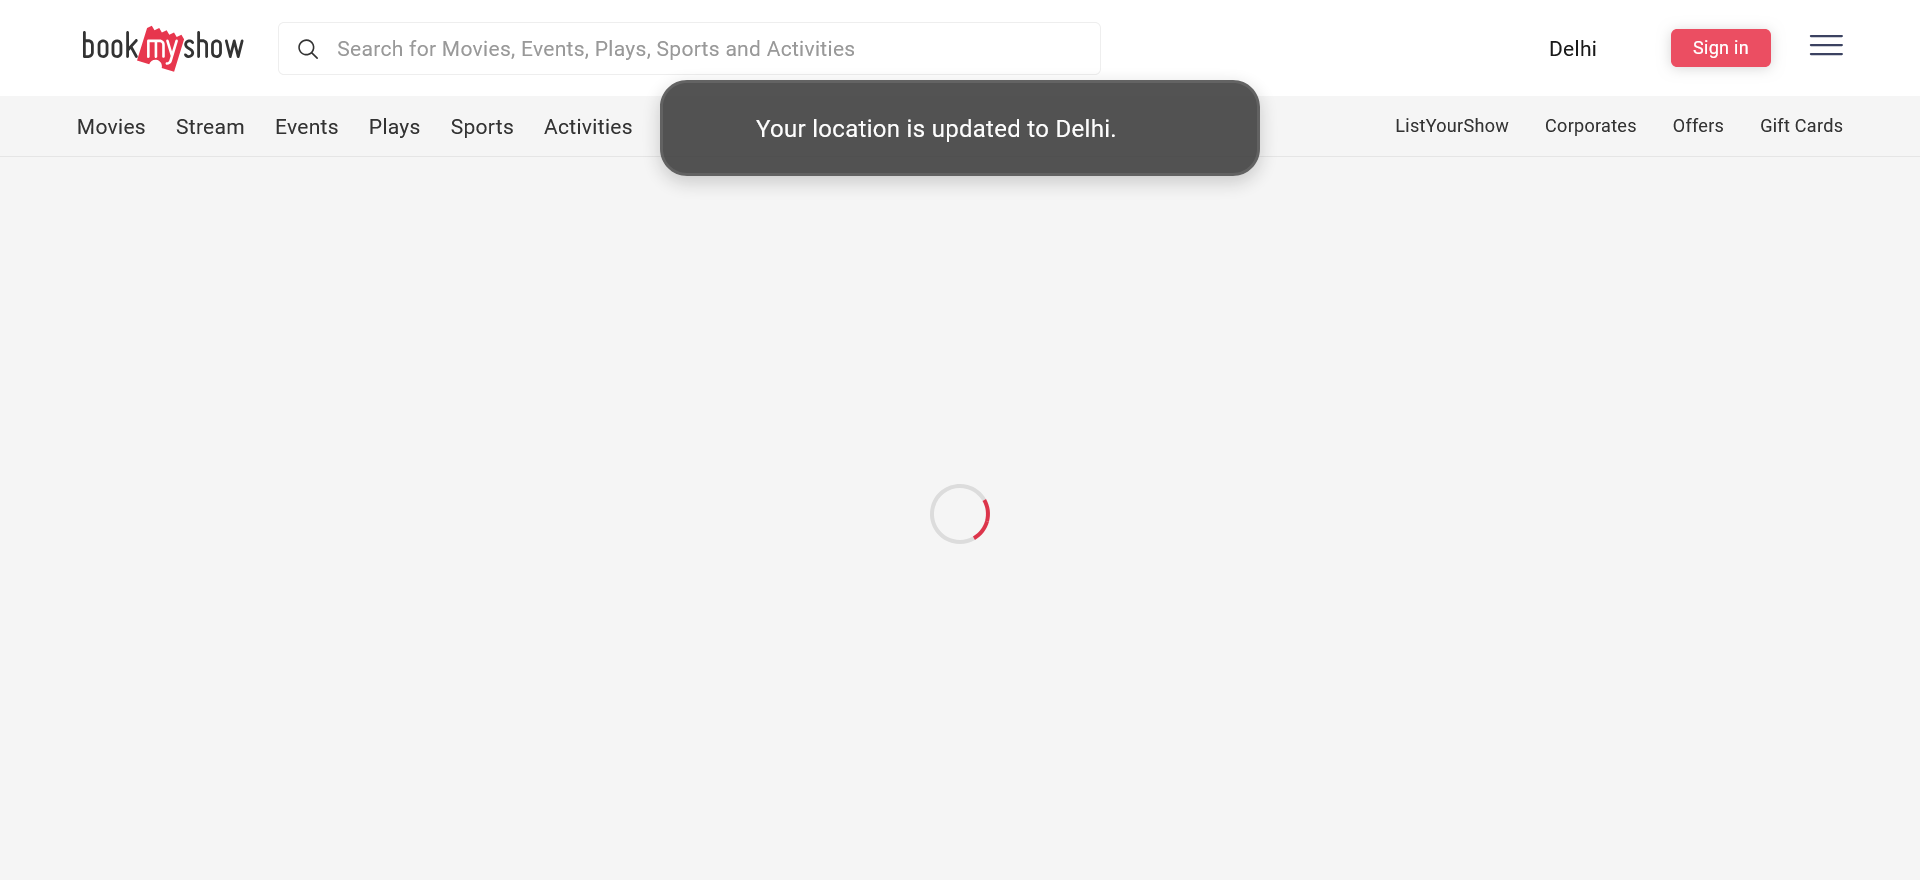 bookmyshow
Search for Movies, Events, Plays, Sports and Activities
Delhi
Sign in
Movies
Stream
Events
Plays
Sports
Activities
Your location is updated to Delhi.
ListYourShow
Corporates
Offers
Gift Cards